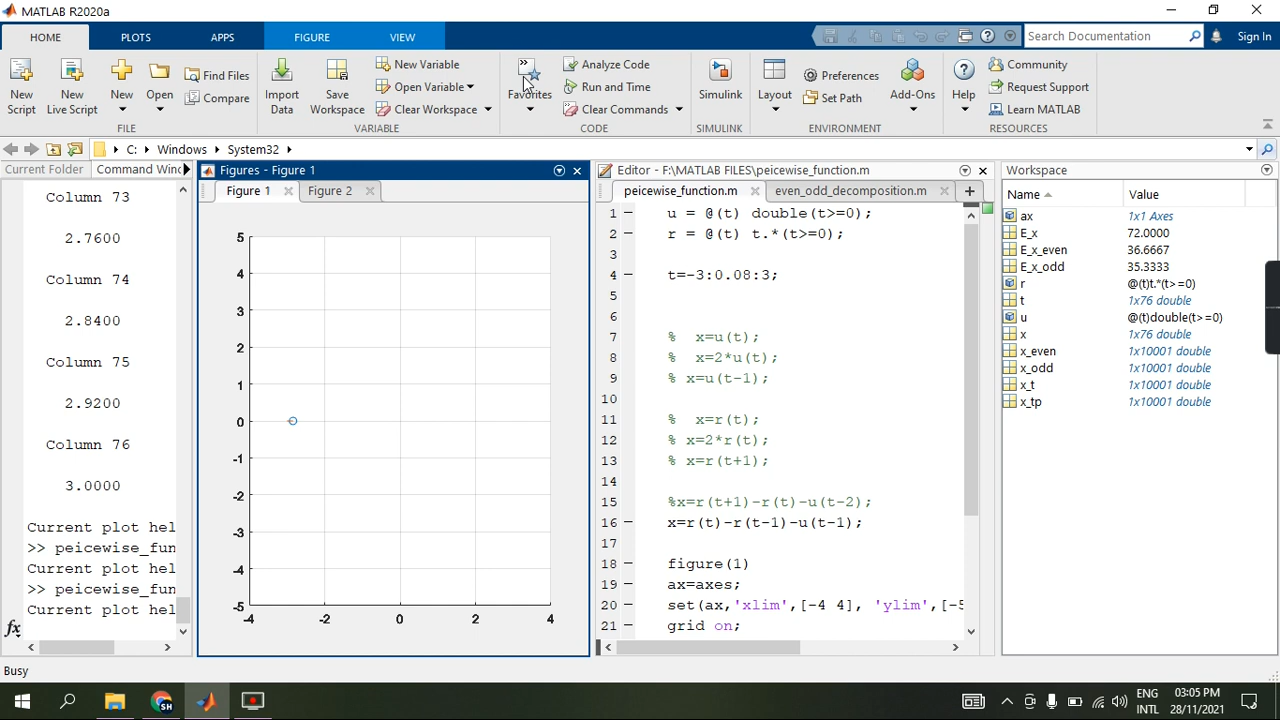 MATLAB R2020a
HOME PLOTS APPS FIGURE VIEW
Search Documentation
Sign In
New Script
New Live Script
New
Open
Find Files
Compare
FILE
Import Data
Save Workspace
New Variable
Open Variable
Clear Workspace
VARIABLE
Favorites
Analyze Code
Run and Time
Clear Commands
CODE
Simulink
SIMULINK
Layout
Preferences
Set Path
ENVIRONMENT
Add-Ons
Help
Community
Request Support
Learn MATLAB
RESOURCES
C: Windows System32
Current Folder
Command Winc
Column 73
2.7600
Column 74
2.8400
Column 75
2.9200
Column 76
3.0000
Current plot hel
>> peicewise_fun
Current plot hel
>> peicewise_fun
Current plot hel
fx
Figures - Figure 1
Figure 1
Figure 2
5
4
3
2
1
0
-1
-2
-3
-4
-5
-4 -2 0 2 4
Editor - F:\MATLAB FILES\peicewise_function.m
peicewise_function.m
even_odd_decomposition.m
1 u = @(t) double(t>=0);
2 r = @(t) t.*(t>=0);
3
4 t=-3:0.08:3;
5
6
7 % x=u(t);
8 % x=2*u(t);
9 % x=u(t-1);
10
11 % x=r(t);
12 % x=2*r(t);
13 % x=r(t+1);
14
15 %x=r(t+1)-r(t)-u(t-2);
16 x=r(t)-r(t-1)-u(t-1);
17
18 figure(1)
19 ax=axes;
20 set(ax,'xlim',[-4 4], 'ylim',[-5
21 grid on;
Workspace
Name Value
ax 1x1 Axes
E_x 72.0000
E_x_even 36.6667
E_x_odd 35.3333
r @(t)t.*(t>=0)
t 1x76 double
u @(t)double(t>=0)
x 1x76 double
x_even 1x10001 double
x_odd 1x10001 double
x_t 1x10001 double
x_tp 1x10001 double
Busy
SH
ENG
INTL
03:05 PM
28/11/2021